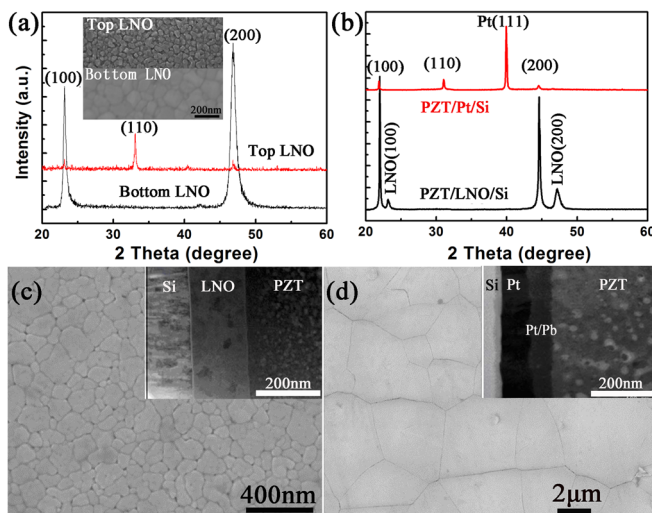 (a)
Top LNO
Bottom LNO
200nm
(100)
(200)
(110)
Top LNO
Bottom LNO
Intensity (a.u.)
20 30 40 50 60
2 Theta (degree)
(b)
Pt(111)
(100)
(110)
(200)
PZT/Pt/Si
LNO(100)
PZT/LNO/Si
LNO(200)
20 30 40 50 60
2 Theta (degree)
(c)
Si LNO PZT
200nm
400nm
(d)
Si Pt PZT
Pt/Pb
200nm
2μm